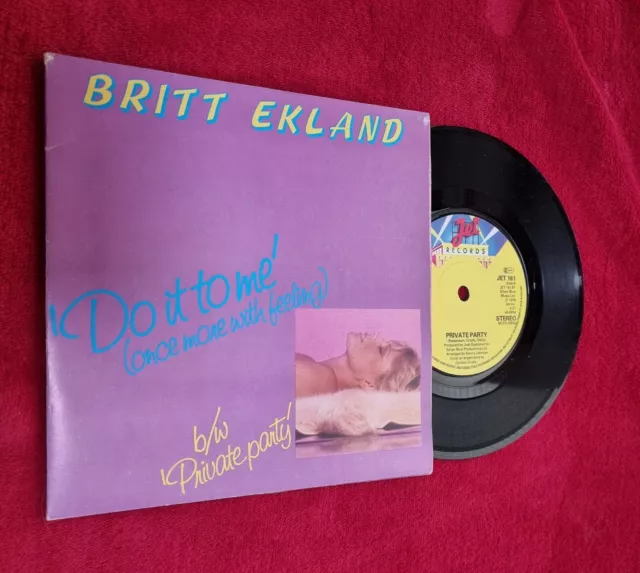 BRITT EKLAND
'Do it to me'
(once more with feeling)
b/w
'Private party'
Jet
RECORDS
JET 161
STEREO
PRIVATE PARTY